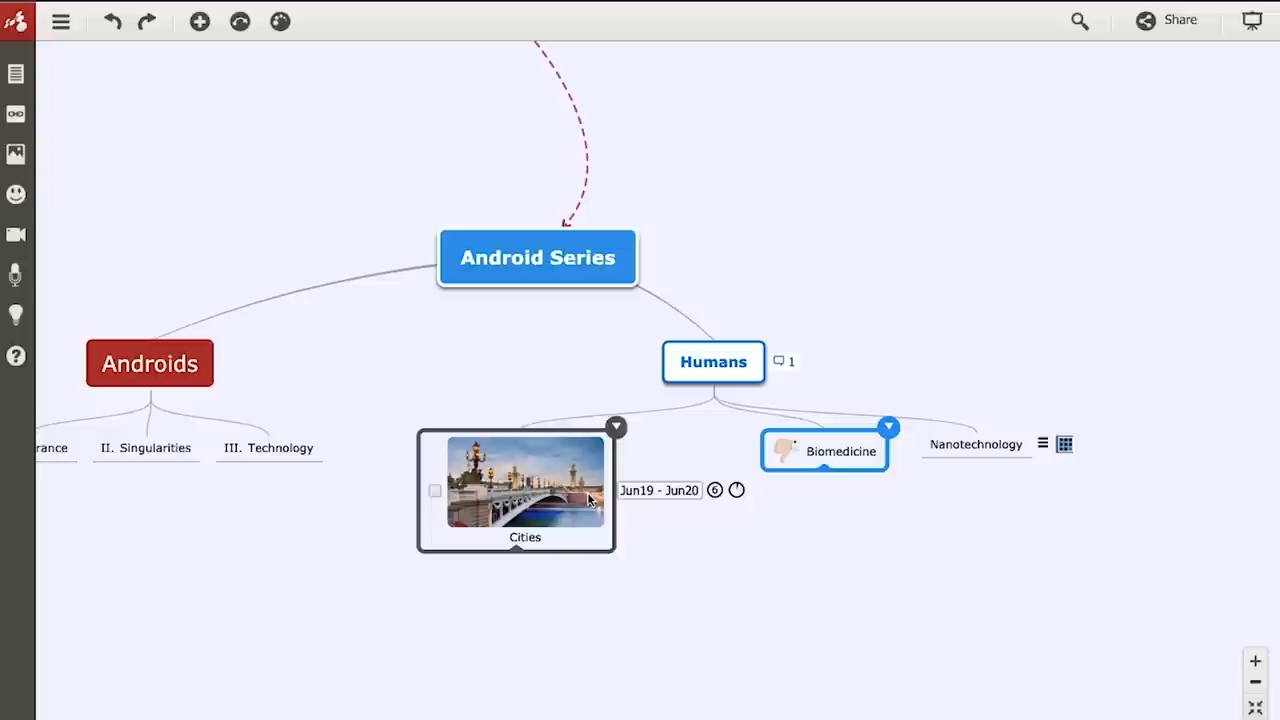 Share
Android Series
Androids
Humans
1
rance
II. Singularities
III. Technology
Cities
Jun19 - Jun20
6
Biomedicine
Nanotechnology